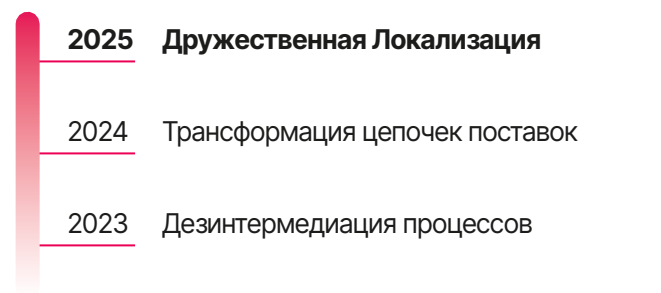 2025 Дружественная Локализация
2024 Трансформация цепочек поставок
2023 Дезинтермедиация процессов